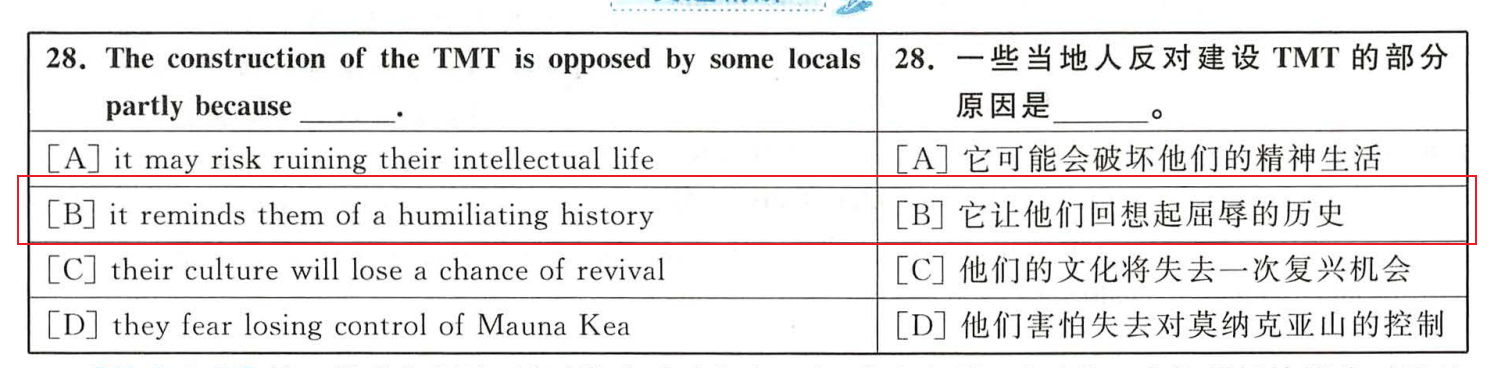 28. The construction of the TMT is opposed by some locals
partly because ______.
28. 一些当地人反对建设 TMT 的部分
原因是______。
[A] it may risk ruining their intellectual life
[A] 它可能会破坏他们的精神生活
[B] it reminds them of a humiliating history
[B] 它让他们回想起屈辱的历史
[C] their culture will lose a chance of revival
[C] 他们的文化将失去一次复兴机会
[D] they fear losing control of Mauna Kea
[D] 他们害怕失去对莫纳克亚山的控制